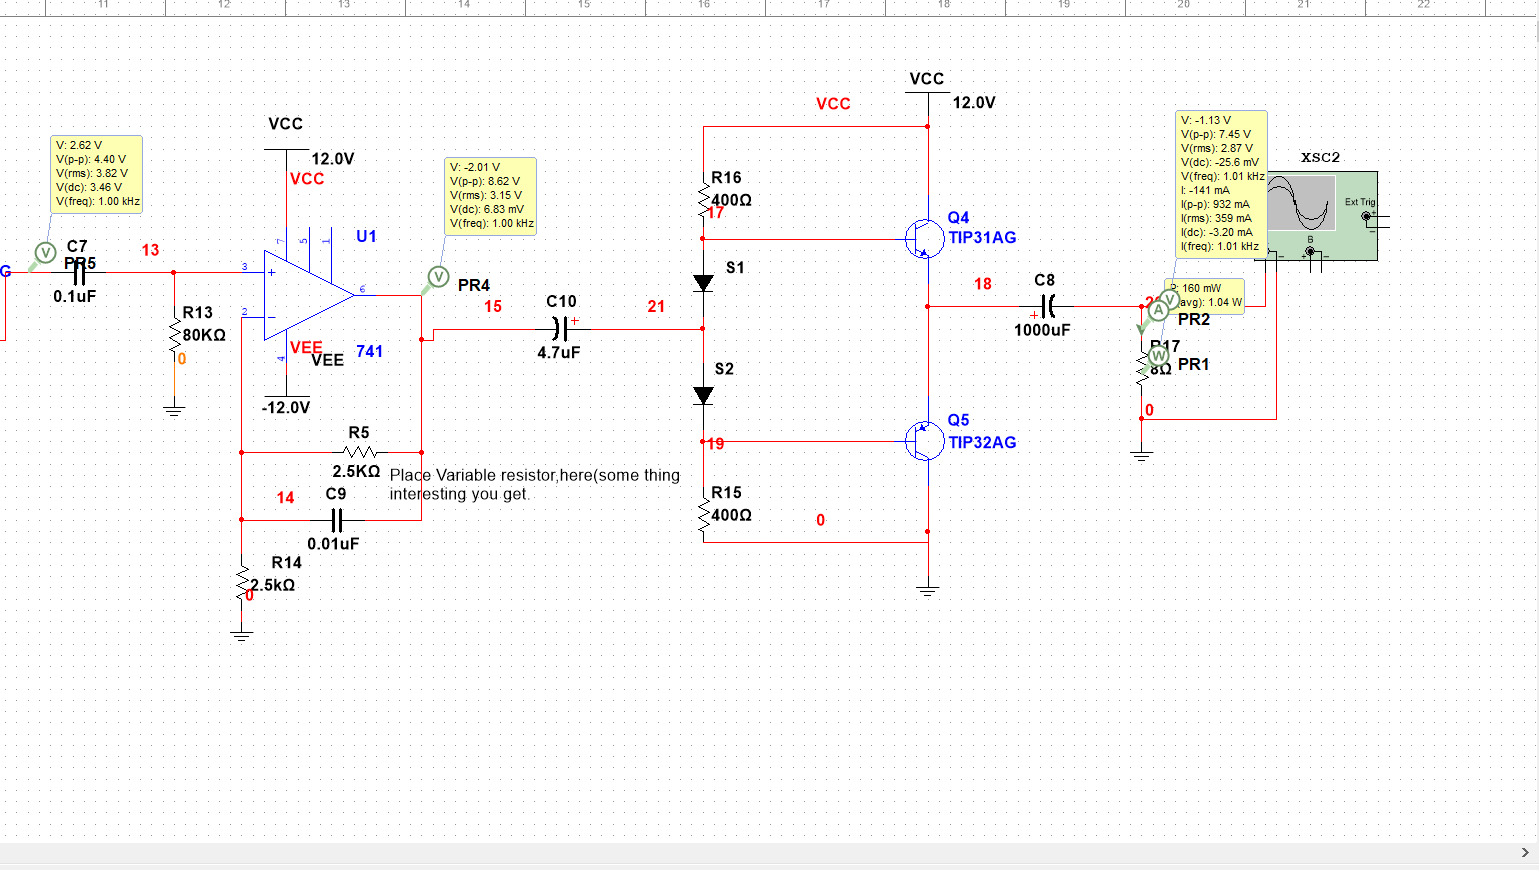 11 12 13 14 15 16 17 18 19 20 21 22
V: 2.62 V
V(p-p): 4.40 V
V(rms): 3.82 V
V(dc): 3.46 V
V(freq): 1.00 kHz
V
C7
PR5
0.1uF
G
13
R13
80KΩ
0
VCC
12.0V
VCC
7
5
1
U1
3
+
2
−
6
4
VEE
VEE
741
-12.0V
V: -2.01 V
V(p-p): 8.62 V
V(rms): 3.15 V
V(dc): 6.83 mV
V(freq): 1.00 kHz
V
PR4
15
C10
+
4.7uF
21
R5
2.5KΩ
Place Variable resistor,here(some thing
interesting you get.
14
C9
0.01uF
R14
2.5kΩ
0
VCC
VCC
12.0V
R16
400Ω
17
S1
S2
19
R15
400Ω
0
Q4
TIP31AG
18
Q5
TIP32AG
C8
+
1000uF
V: -1.13 V
V(p-p): 7.45 V
V(rms): 2.87 V
V(dc): -25.6 mV
V(freq): 1.01 kHz
I: -141 mA
I(p-p): 932 mA
I(rms): 359 mA
I(dc): -3.20 mA
I(freq): 1.01 kHz
P: 160 mW
(avg): 1.04 W
V
A
PR2
W
R17
8Ω
PR1
0
XSC2
Ext Trig
+
−
B
+
−